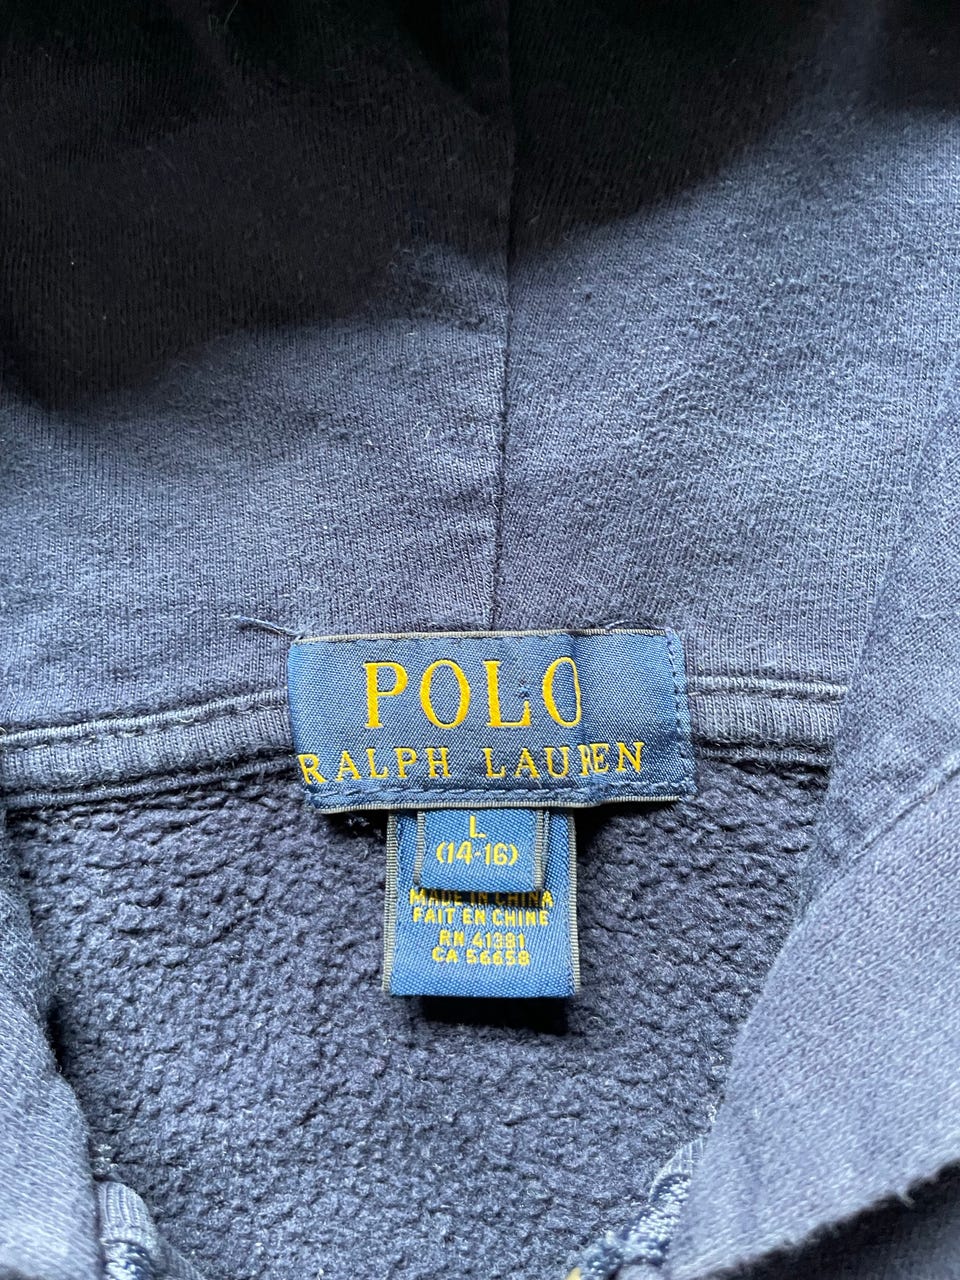 POLO
RALPH LAUREN
L
(14-16)
MADE IN CHINA
FAIT EN CHINE
RN 41381
CA 56658